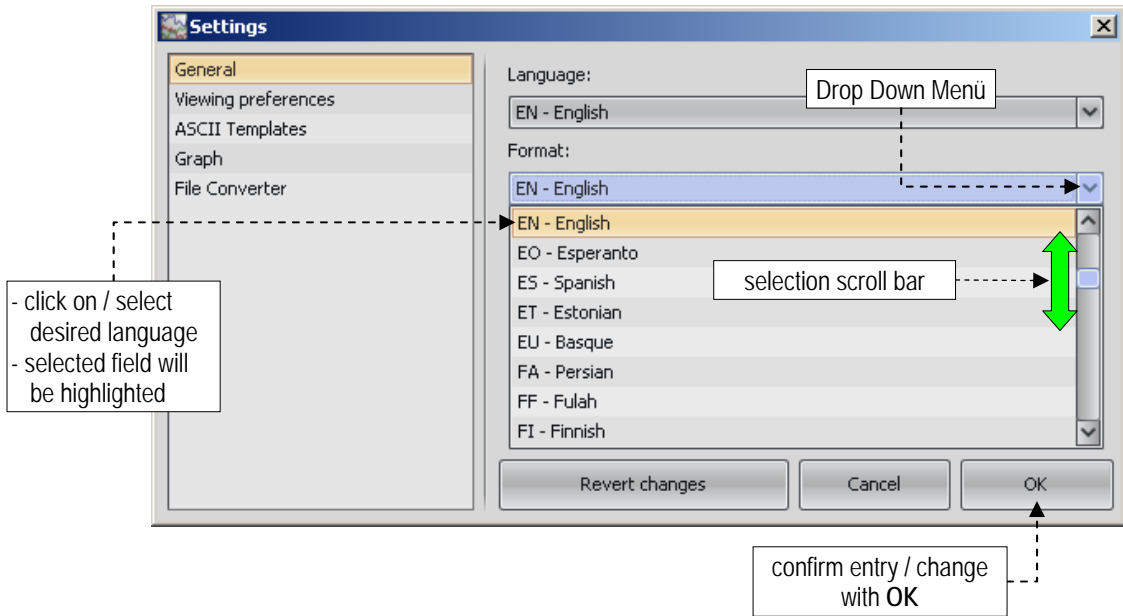 Settings
General
Viewing preferences
ASCII Templates
Graph
File Converter
Language:
EN - English
Drop Down Menü
Format:
EN - English
EN - English
EO - Esperanto
ES - Spanish
ET - Estonian
EU - Basque
FA - Persian
FF - Fulah
FI - Finnish
selection scroll bar
- click on / select
desired language
- selected field will
be highlighted
Revert changes
Cancel
OK
confirm entry / change
with OK